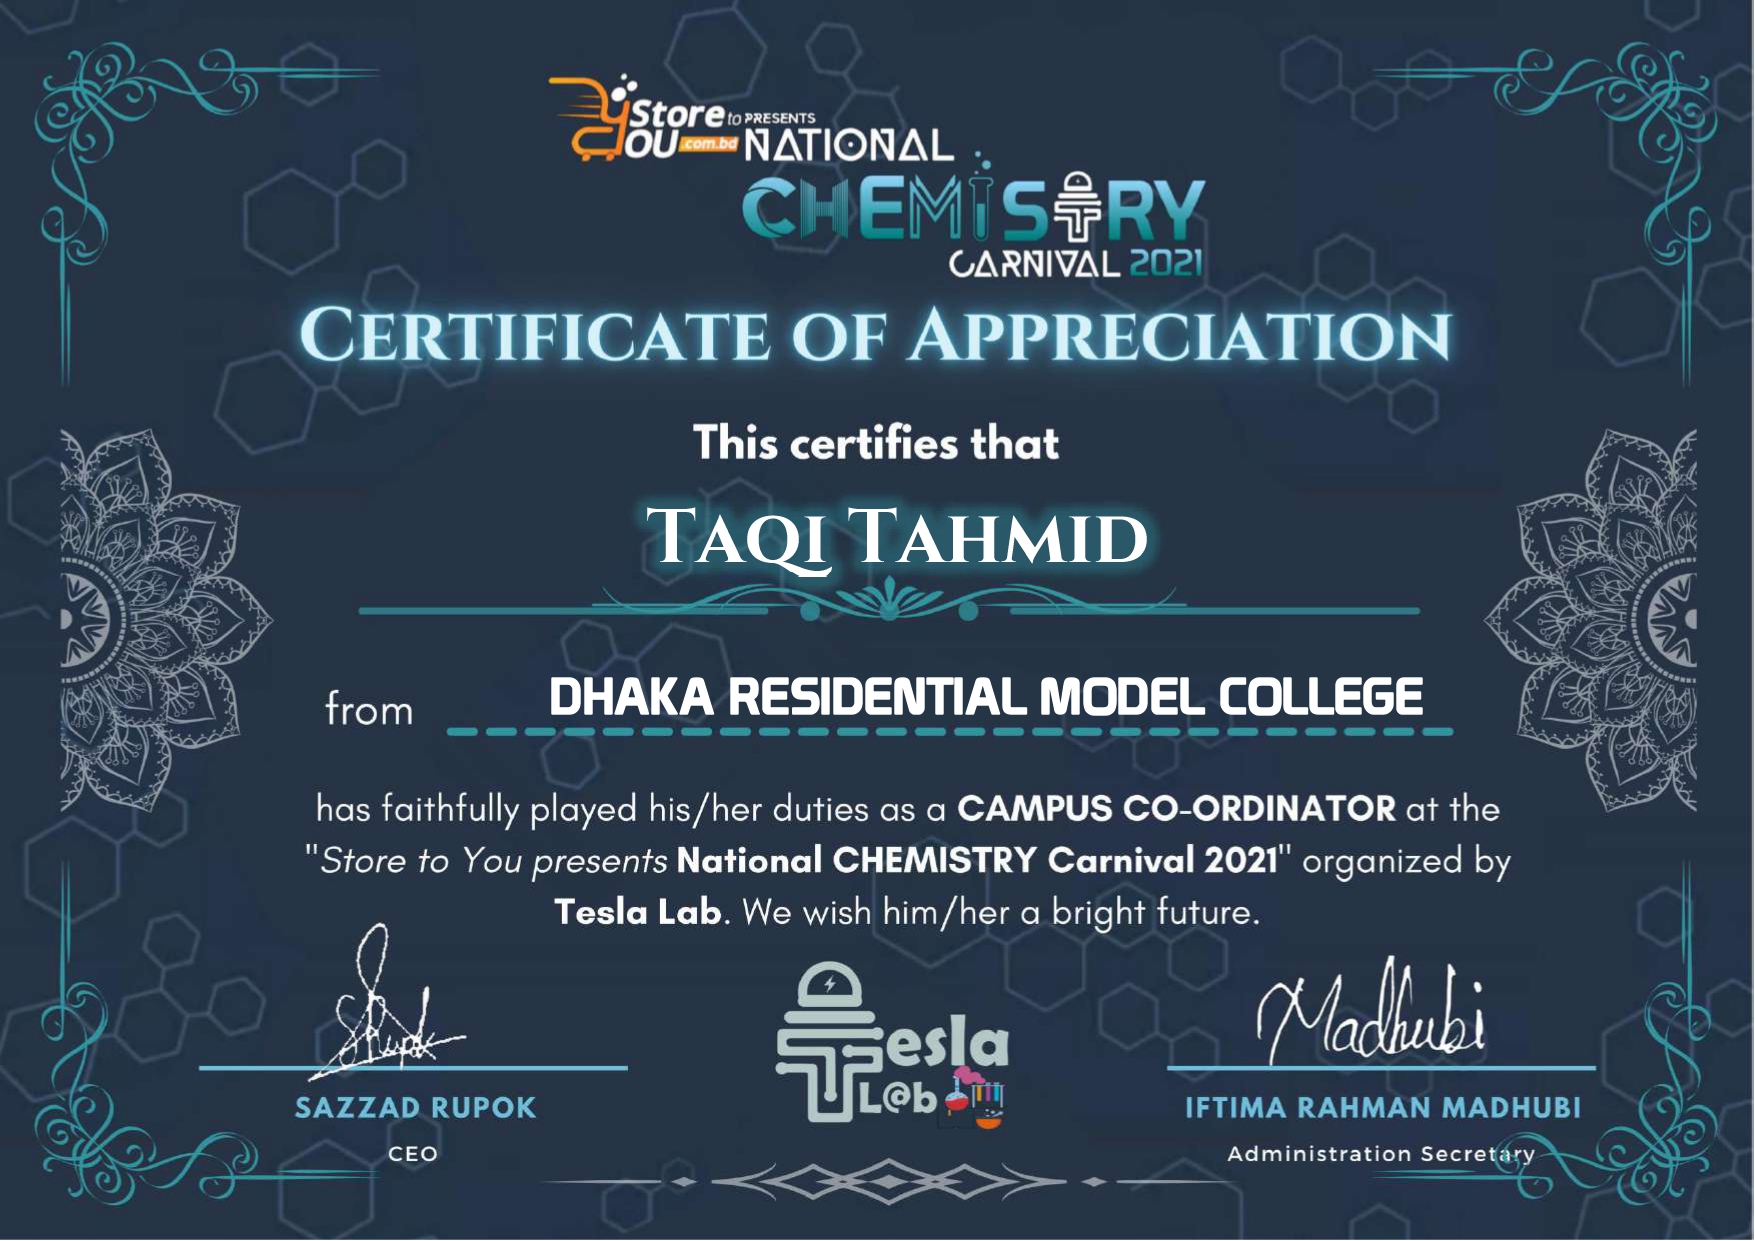 Store to PRESENTS
YOU .com.bd NATIONAL
CHEMISTRY
CARNIVAL 2021
CERTIFICATE OF APPRECIATION
This certifies that
TAQI TAHMID
from DHAKA RESIDENTIAL MODEL COLLEGE
has faithfully played his/her duties as a CAMPUS CO-ORDINATOR at the
"Store to You presents National CHEMISTRY Carnival 2021" organized by
Tesla Lab. We wish him/her a bright future.
Rupok
Madhubi
Tesla
L@b
SAZZAD RUPOK
CEO
IFTIMA RAHMAN MADHUBI
Administration Secretary